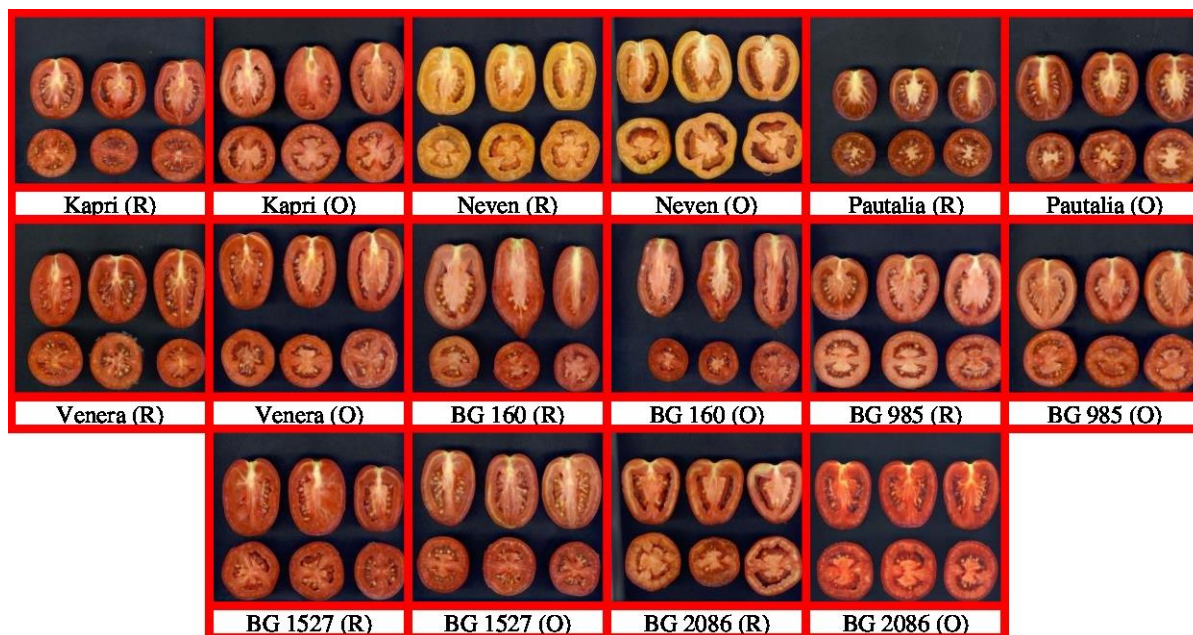 Kapri (R)
Kapri (O)
Neven (R)
Neven (O)
Pautalia (R)
Pautalia (O)
Venera (R)
Venera (O)
BG 160 (R)
BG 160 (O)
BG 985 (R)
BG 985 (O)
BG 1527 (R)
BG 1527 (O)
BG 2086 (R)
BG 2086 (O)